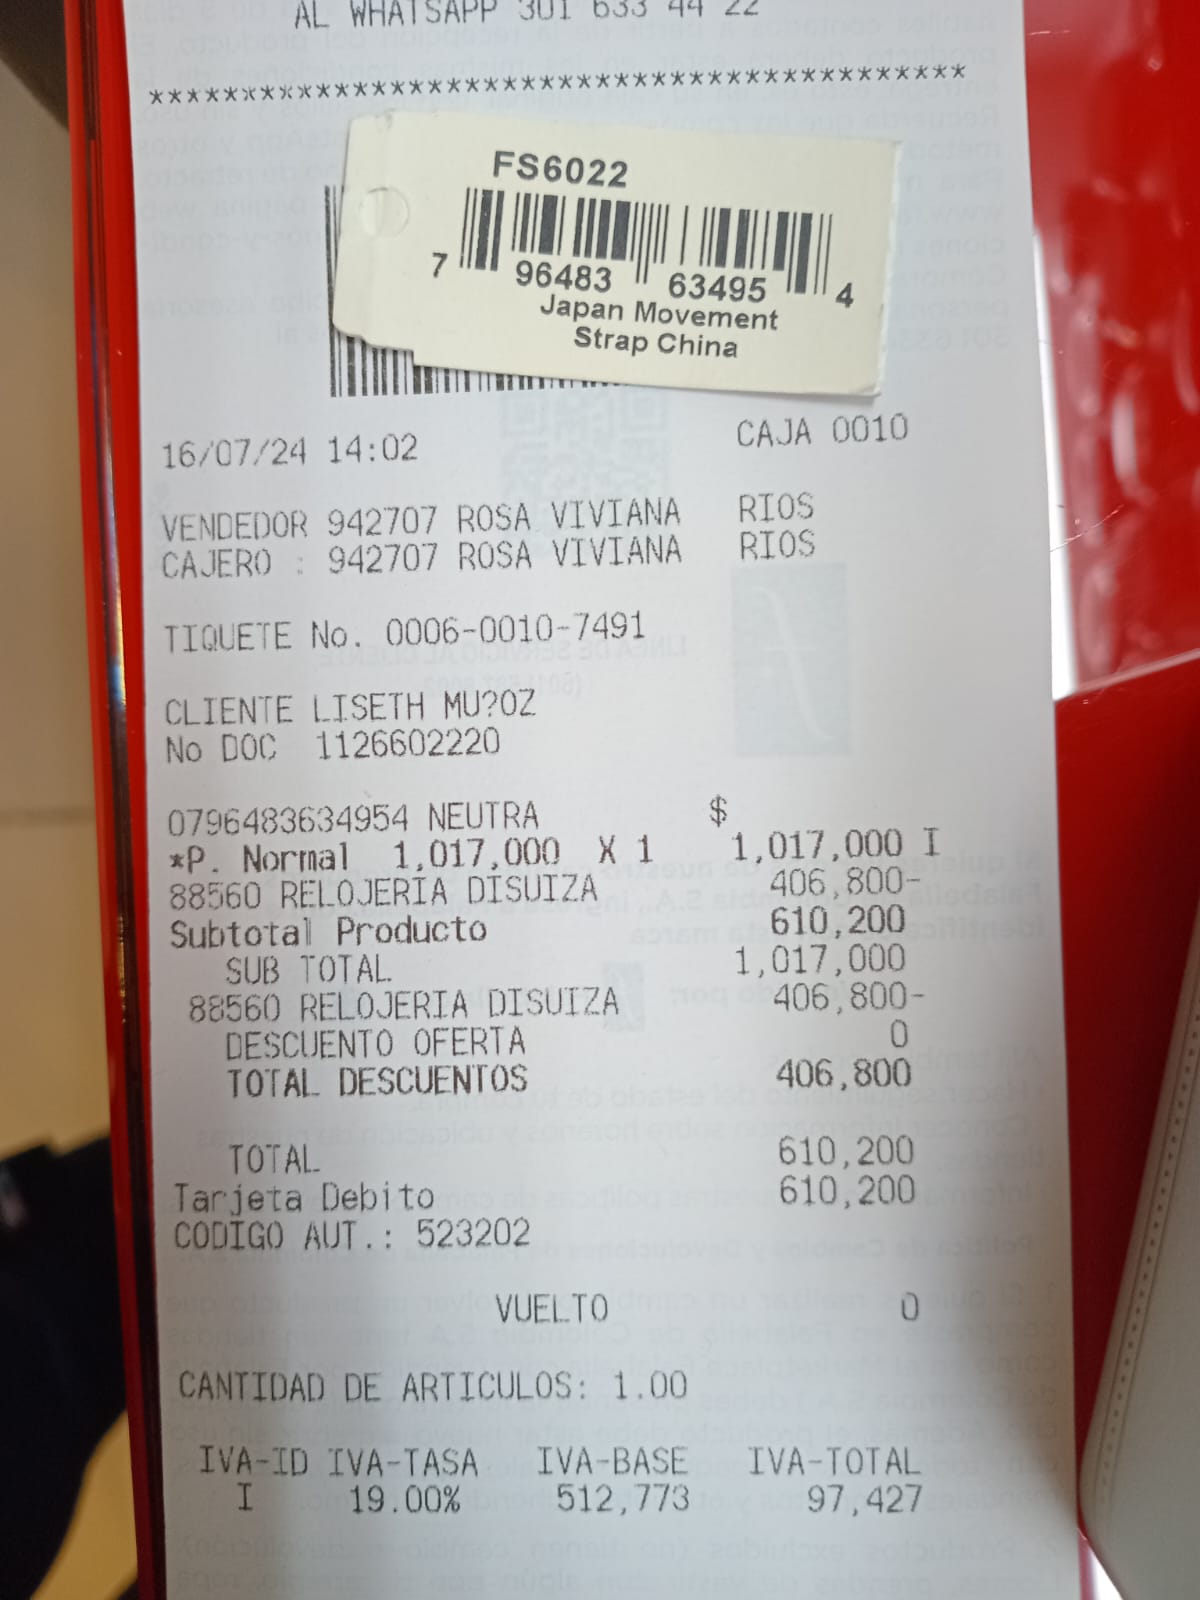 AL WHATSAPP 301 633 44 22
********************************************
FS6022
7 96483 63495 4
Japan Movement
Strap China
16/07/24 14:02 CAJA 0010
VENDEDOR 942707 ROSA VIVIANA RIOS
CAJERO : 942707 ROSA VIVIANA RIOS
TIQUETE No. 0006-0010-7491
CLIENTE LISETH MU?OZ
No DOC 1126602220
0796483634954 NEUTRA $
*P. Normal 1,017,000 X 1 1,017,000 I
88560 RELOJERIA DISUIZA 406,800-
Subtotal Producto 610,200
SUB TOTAL 1,017,000
88560 RELOJERIA DISUIZA 406,800-
DESCUENTO OFERTA 0
TOTAL DESCUENTOS 406,800
TOTAL 610,200
Tarjeta Debito 610,200
CODIGO AUT.: 523202
VUELTO 0
CANTIDAD DE ARTICULOS: 1.00
IVA-ID IVA-TASA IVA-BASE IVA-TOTAL
I 19.00% 512,773 97,427